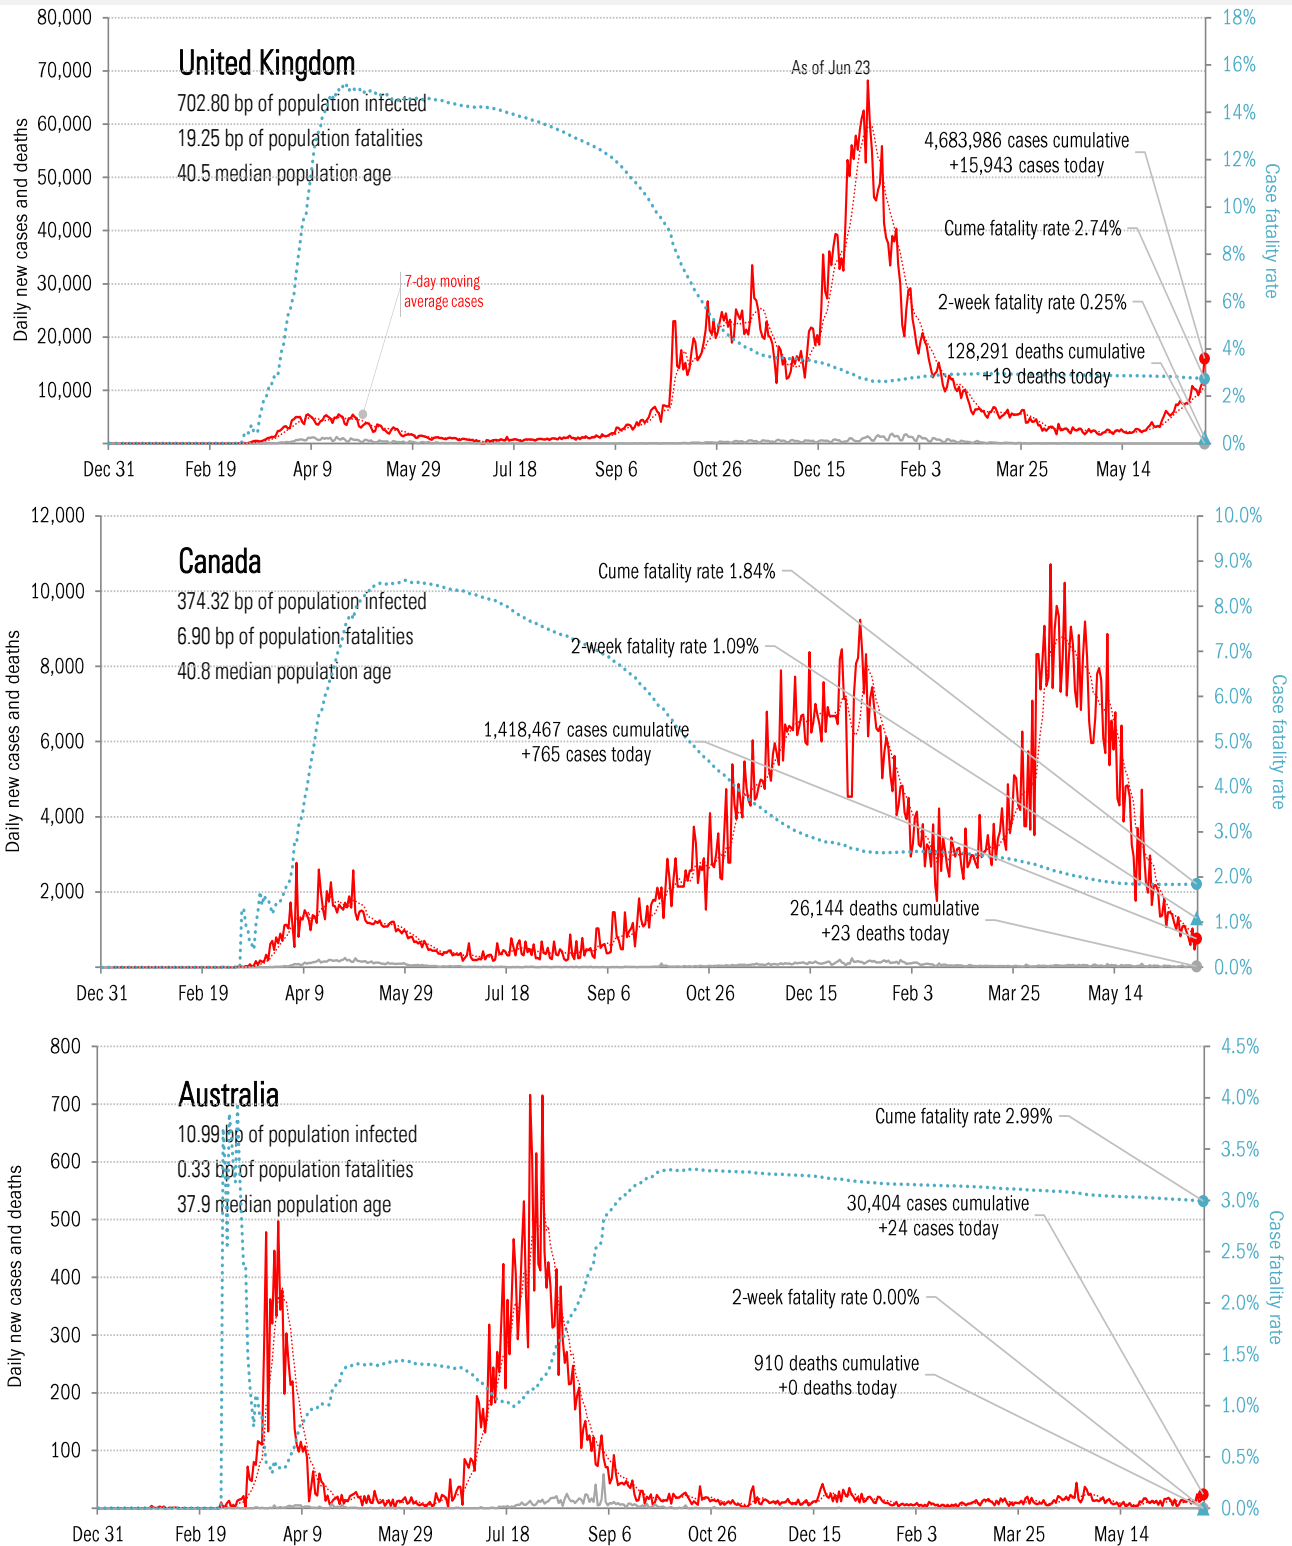 80,000
70,000
60,000
50,000
40,000
30,000
20,000
10,000
Daily new cases and deaths
United Kingdom
702.80 bp of population infected
19.25 bp of population fatalities
40.5 median population age
As of Jun 23
7-day moving
average cases
4,683,986 cases cumulative
+15,943 cases today
Cume fatality rate 2.74%
2-week fatality rate 0.25%
128,291 deaths cumulative
+19 deaths today
18%
16%
14%
12%
10%
8%
6%
4%
2%
0%
Case fatality rate
Dec 31 Feb 19 Apr 9 May 29 Jul 18 Sep 6 Oct 26 Dec 15 Feb 3 Mar 25 May 14
12,000
10,000
8,000
6,000
4,000
2,000
Daily new cases and deaths
Canada
374.32 bp of population infected
6.90 bp of population fatalities
40.8 median population age
Cume fatality rate 1.84%
2-week fatality rate 1.09%
1,418,467 cases cumulative
+765 cases today
26,144 deaths cumulative
+23 deaths today
10.0%
9.0%
8.0%
7.0%
6.0%
5.0%
4.0%
3.0%
2.0%
1.0%
0.0%
Case fatality rate
Dec 31 Feb 19 Apr 9 May 29 Jul 18 Sep 6 Oct 26 Dec 15 Feb 3 Mar 25 May 14
800
700
600
500
400
300
200
100
Daily new cases and deaths
Australia
10.99 bp of population infected
0.33 bp of population fatalities
37.9 median population age
Cume fatality rate 2.99%
30,404 cases cumulative
+24 cases today
2-week fatality rate 0.00%
910 deaths cumulative
+0 deaths today
4.5%
4.0%
3.5%
3.0%
2.5%
2.0%
1.5%
1.0%
0.5%
0.0%
Case fatality rate
Dec 31 Feb 19 Apr 9 May 29 Jul 18 Sep 6 Oct 26 Dec 15 Feb 3 Mar 25 May 14